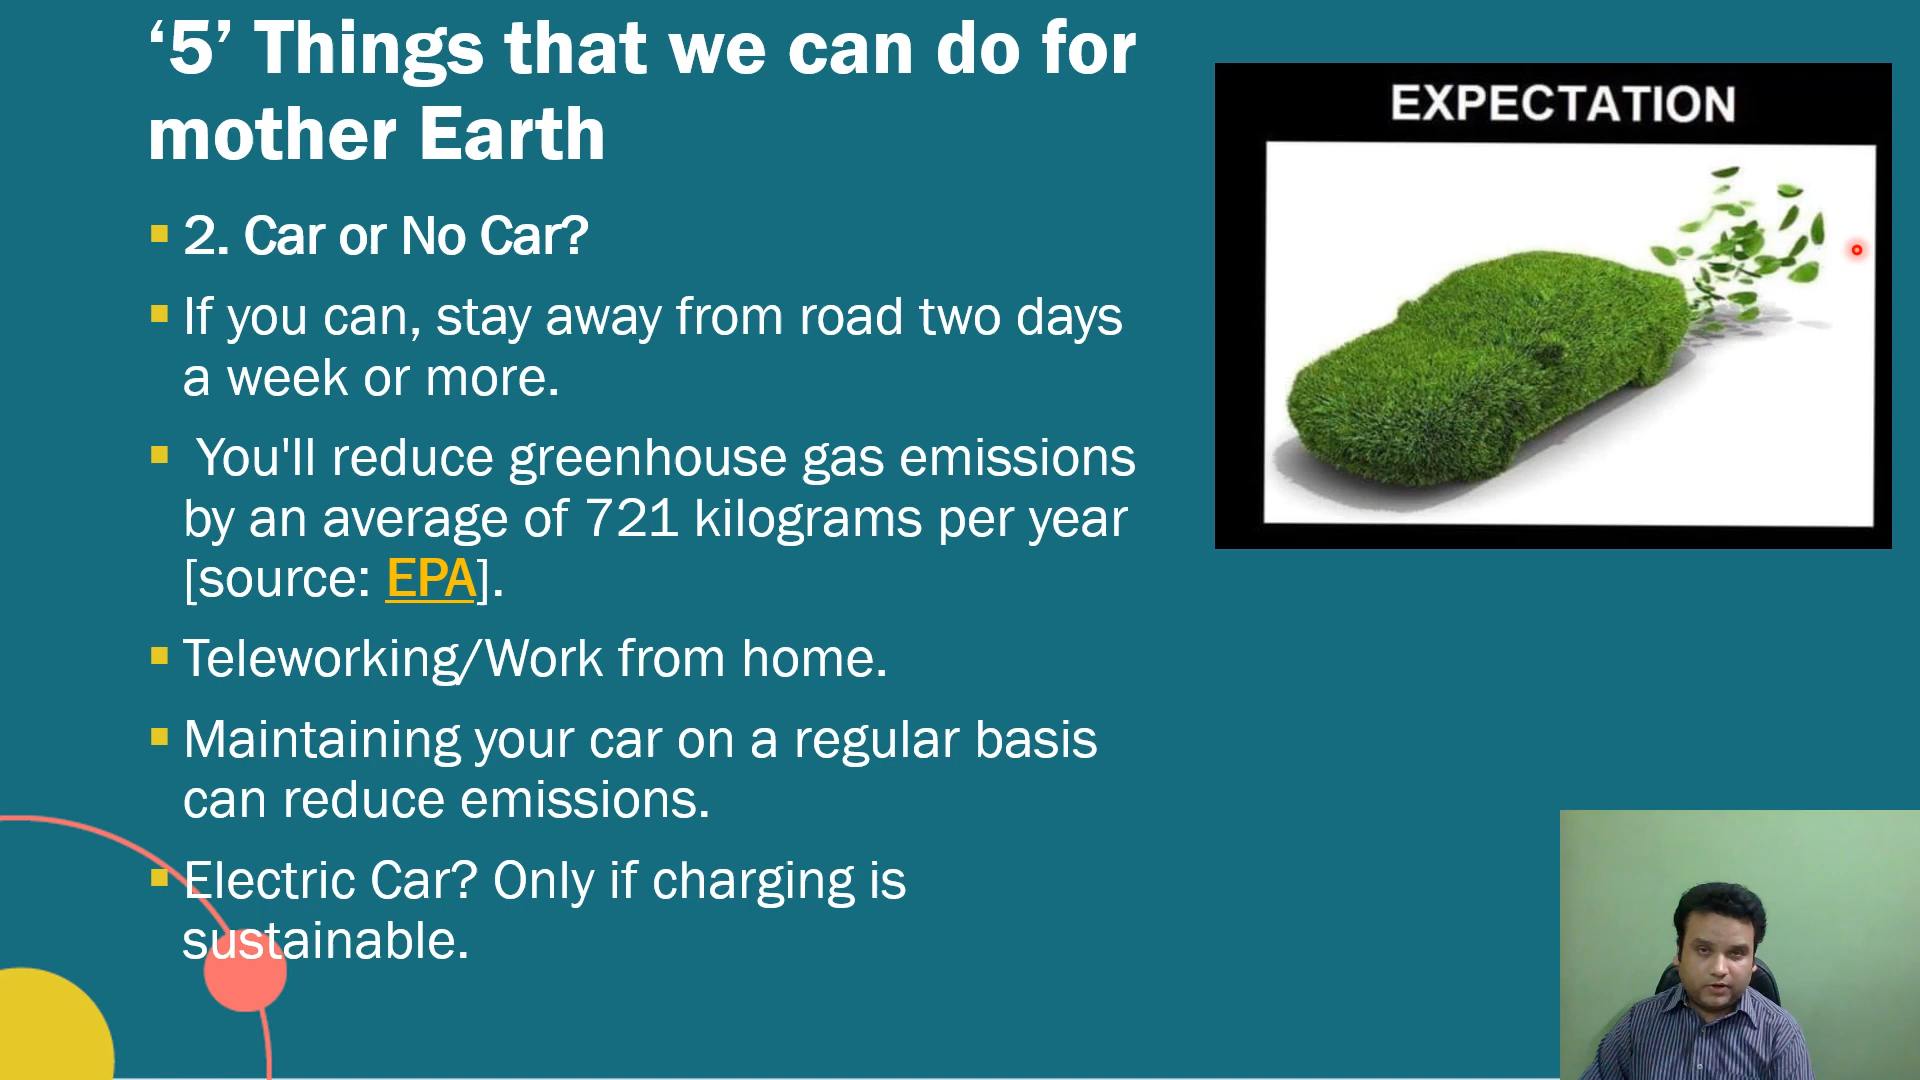 ‘5’ Things that we can do for
mother Earth
2. Car or No Car?
If you can, stay away from road two days
a week or more.
You'll reduce greenhouse gas emissions
by an average of 721 kilograms per year
[source: EPA].
Teleworking/Work from home.
Maintaining your car on a regular basis
can reduce emissions.
Electric Car? Only if charging is
sustainable.
EXPECTATION